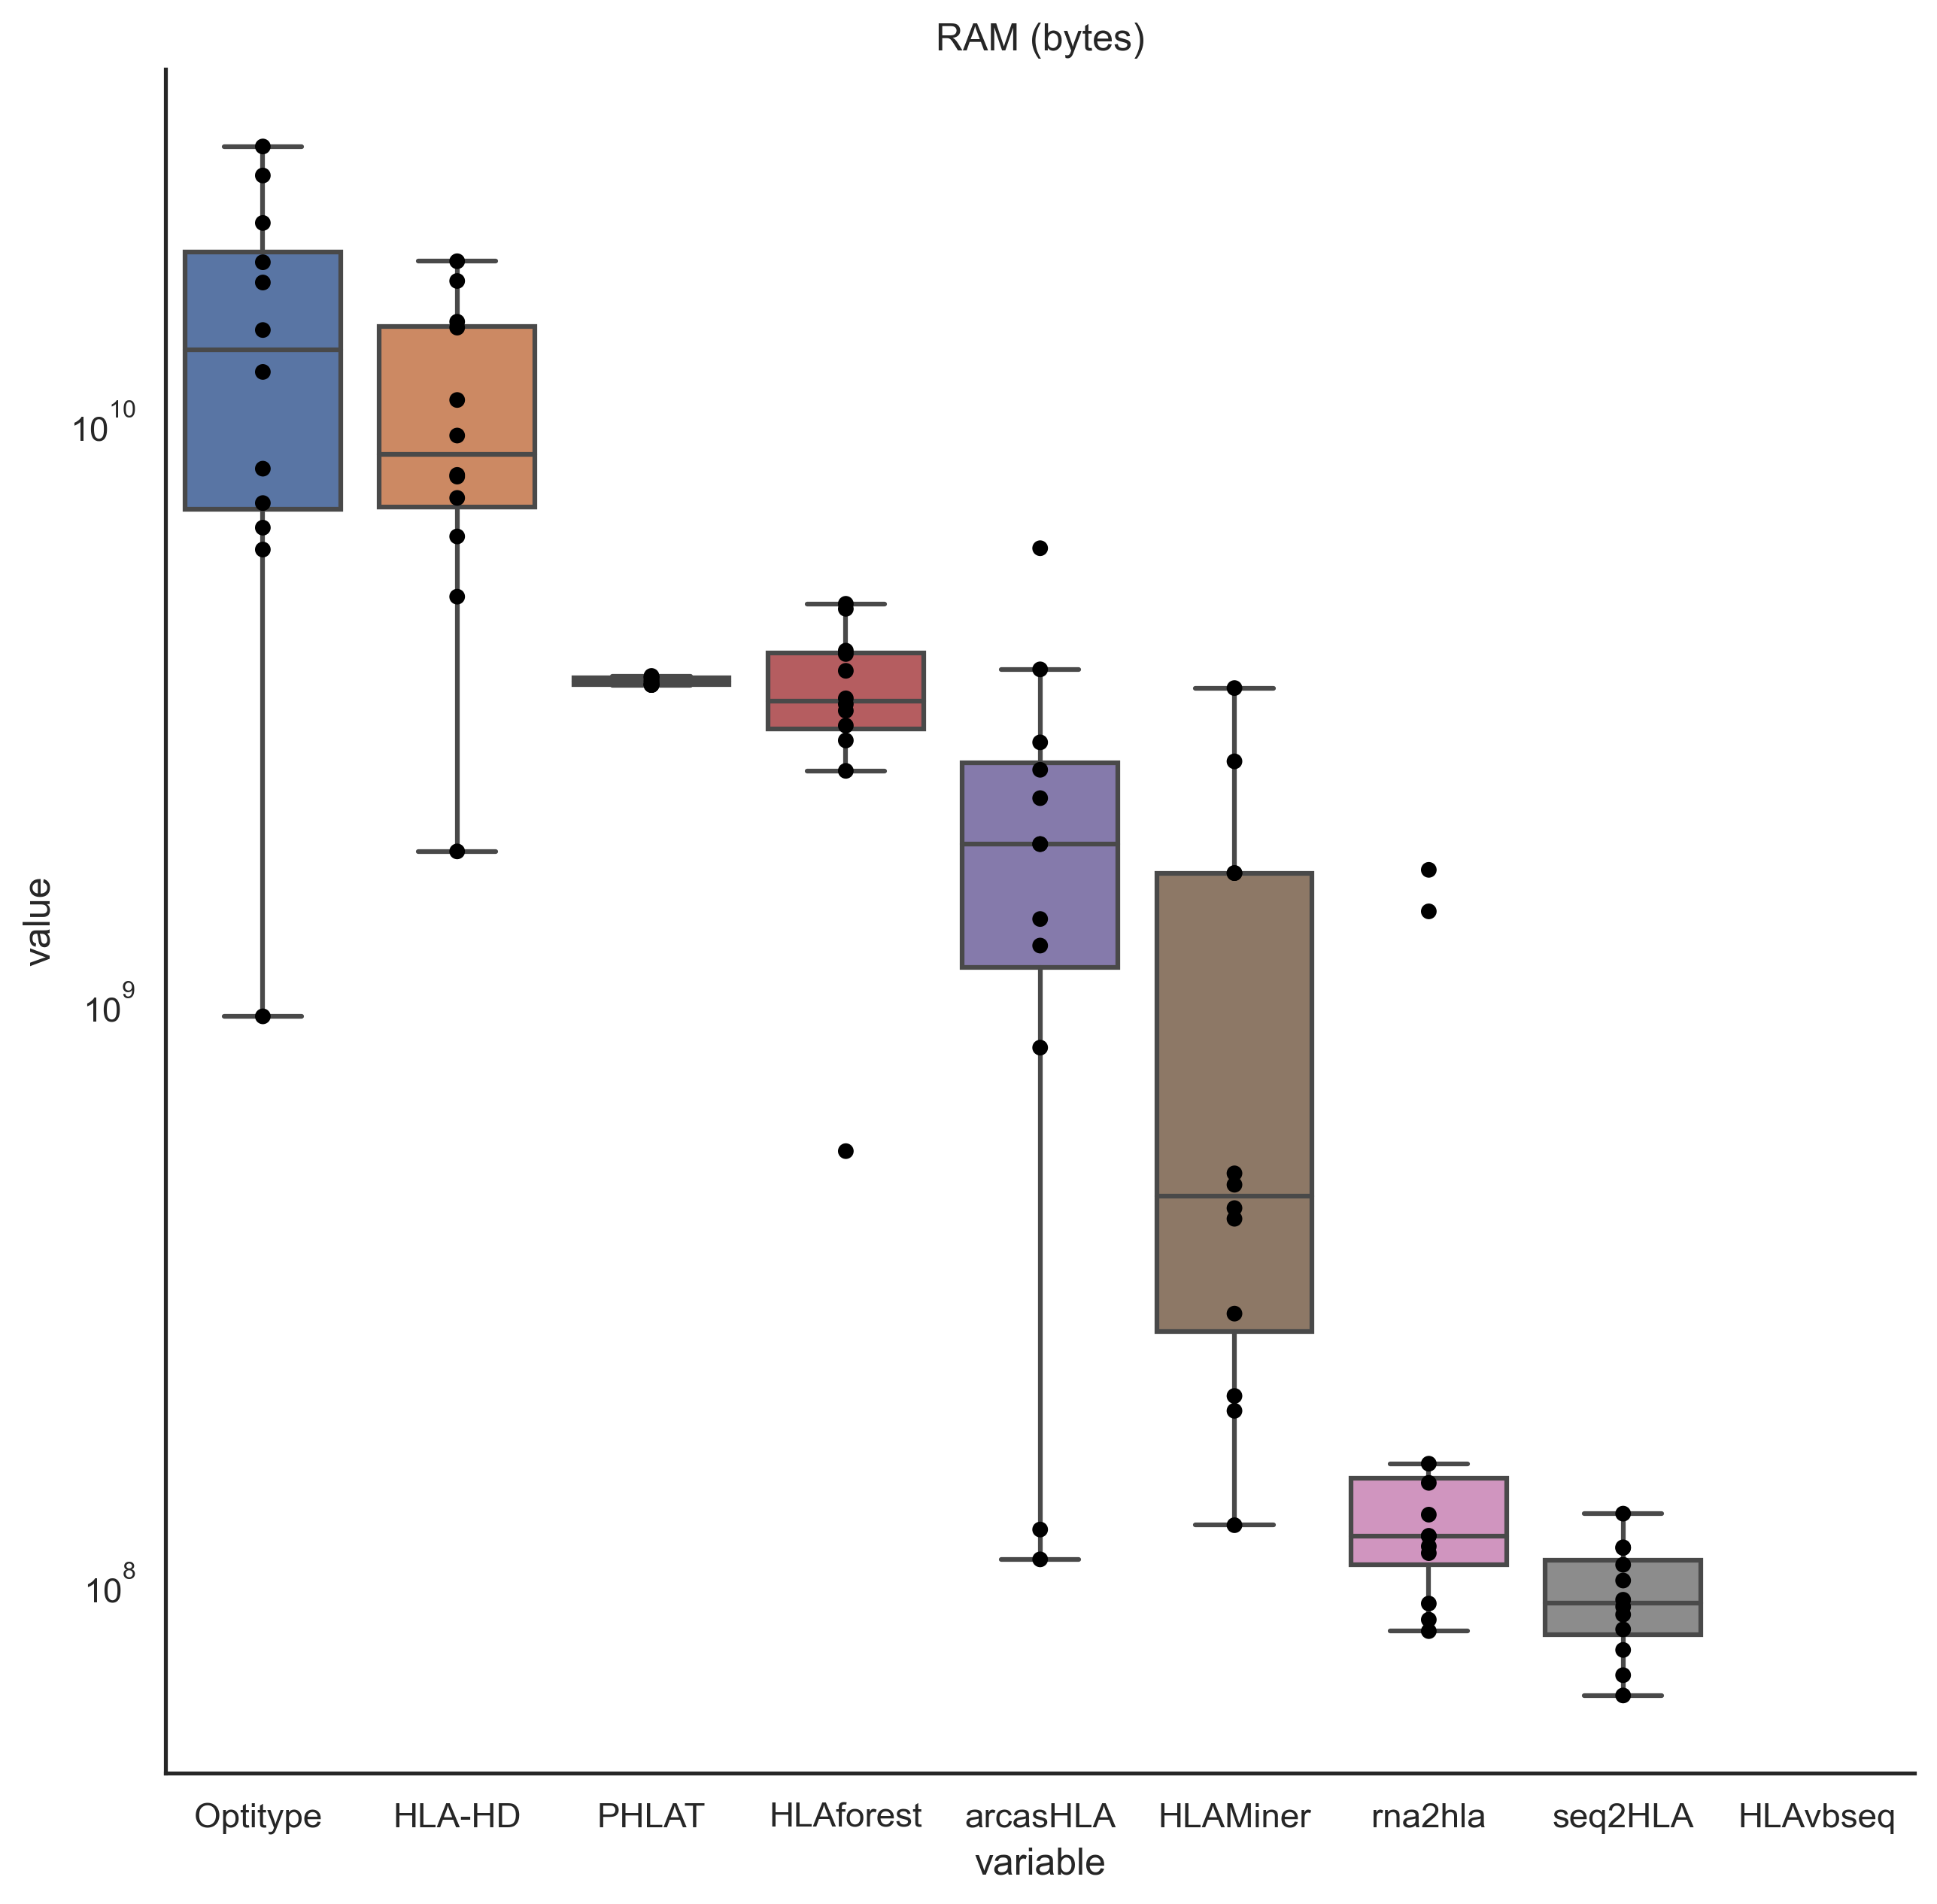 RAM (bytes)
10^10
10^9
10^8
value
Optitype HLA-HD PHLAT HLAforest arcasHLA HLAMiner rna2hla seq2HLA HLAvbseq
variable